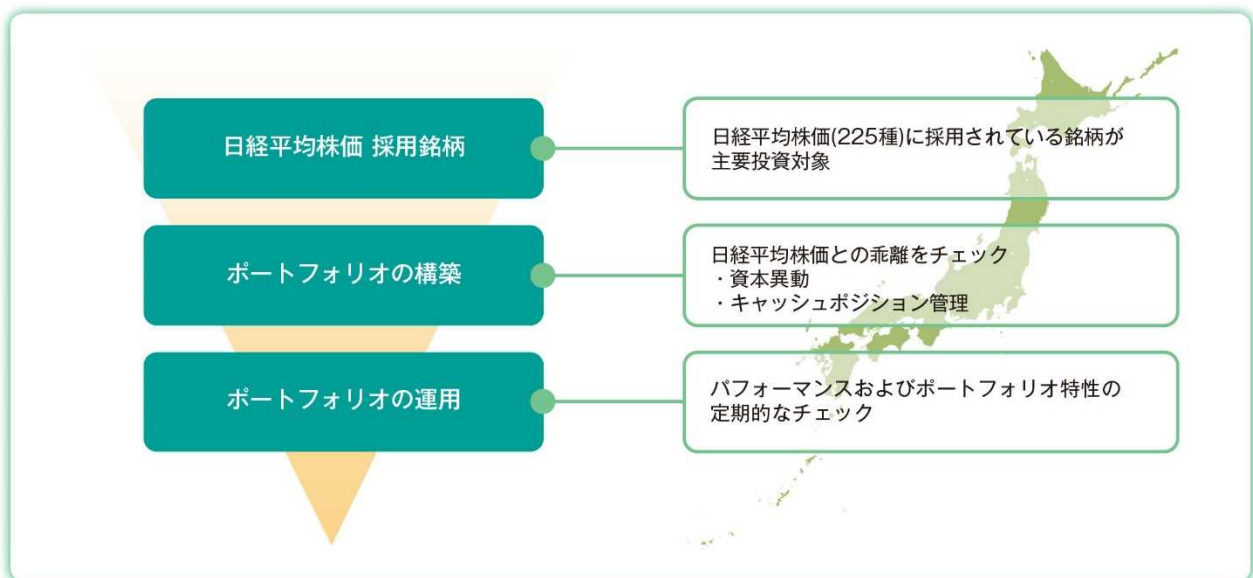 日経平均株価 採用銘柄
日経平均株価(225種)に採用されている銘柄が
主要投資対象
ポートフォリオの構築
日経平均株価との乖離をチェック
・資本異動
・キャッシュポジション管理
ポートフォリオの運用
パフォーマンスおよびポートフォリオ特性の
定期的なチェック